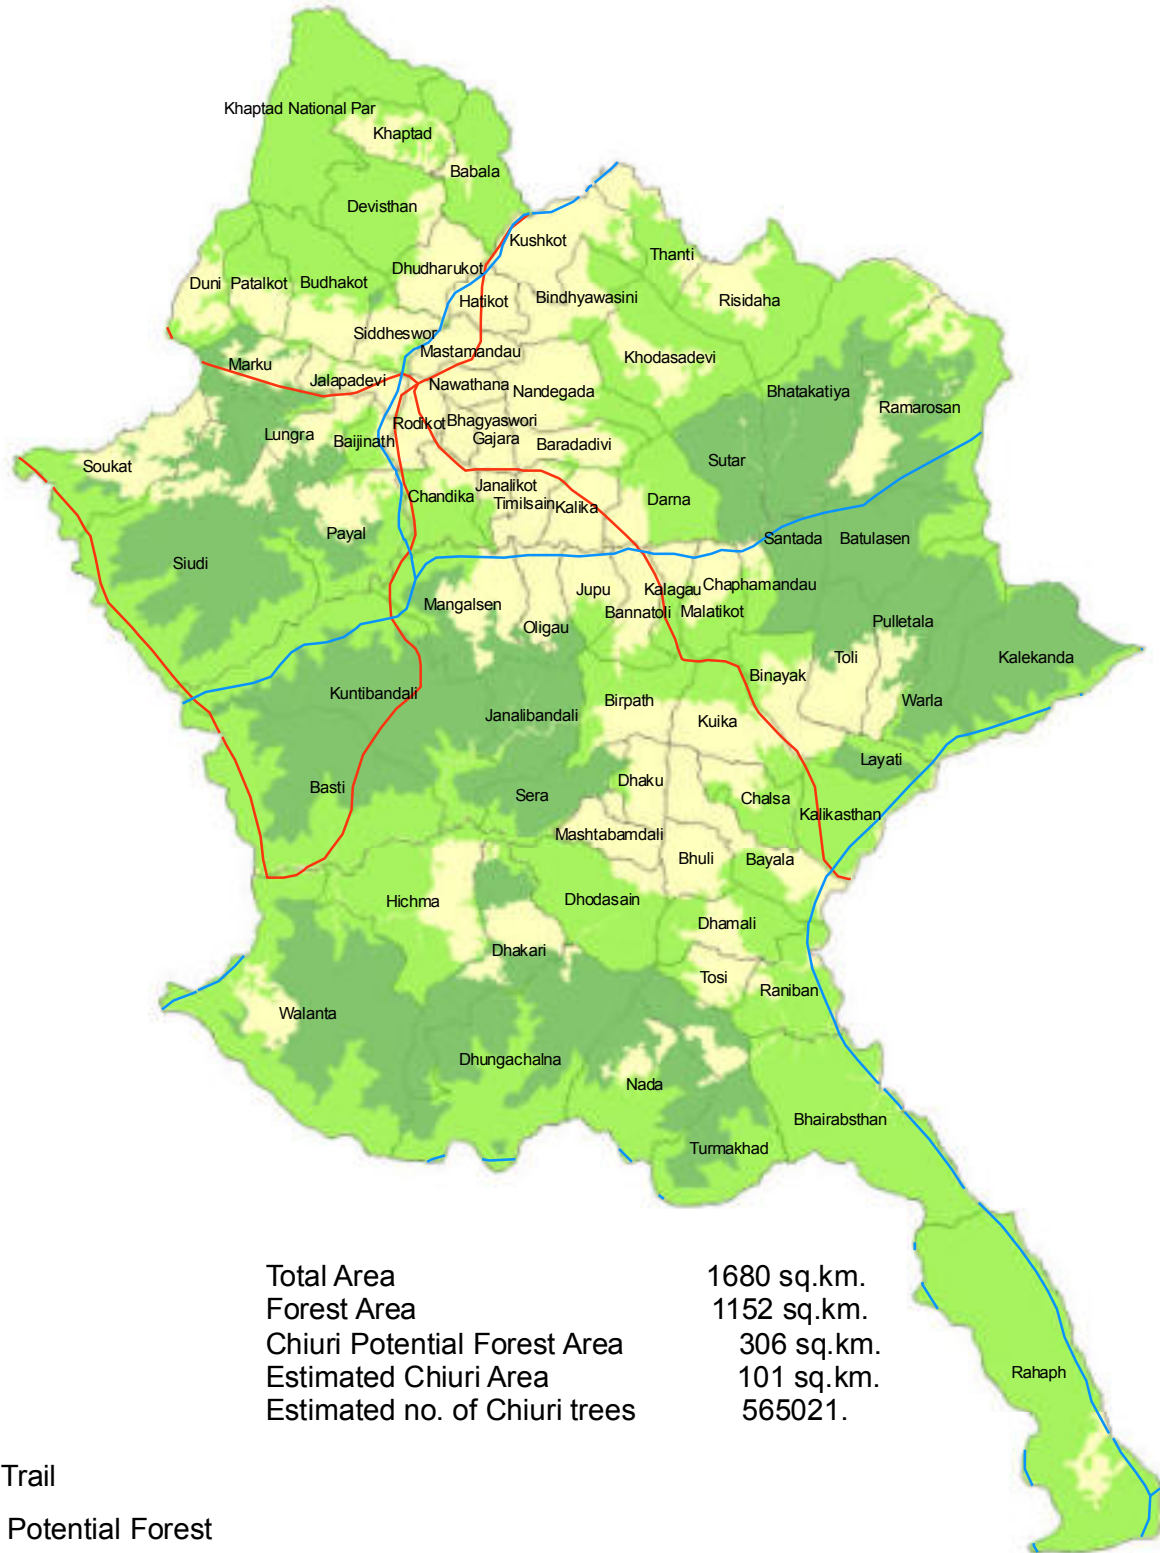 Khaptad National Par
Khaptad
Babala
Devisthan
Kushkot
Thanti
Dhudharukot
Duni
Patalkot
Budhakot
Hatikot
Bindhyawasini
Risidaha
Siddheswor
Mastamandau
Khodasadevi
Marku
Jalapadevi
Nawathana
Nandegada
Bhatakatiya
Ramarosan
Rodikot
Bhagyaswori
Lungra
Baijinath
Gajara
Baradadivi
Soukat
Sutar
Chandika
Janalikot
Timilsain
Kalika
Darna
Payal
Santada
Batulasen
Siudi
Mangalsen
Jupu
Kalagau
Chaphamandau
Bannatoli
Malatikot
Oligau
Pulletala
Toli
Kalekanda
Binayak
Kuntibandali
Birpath
Warla
Janalibandali
Kuika
Layati
Dhaku
Basti
Sera
Chalsa
Kalikasthan
Mashtabamdali
Bhuli
Bayala
Hichma
Dhodasain
Dhamali
Dhakari
Tosi
Raniban
Walanta
Dhungachalna
Nada
Bhairabsthan
Turmakhad
Total Area 1680 sq.km.
Forest Area 1152 sq.km.
Chiuri Potential Forest Area 306 sq.km.
Estimated Chiuri Area 101 sq.km.
Estimated no. of Chiuri trees 565021.
Rahaph
Trail
Potential Forest